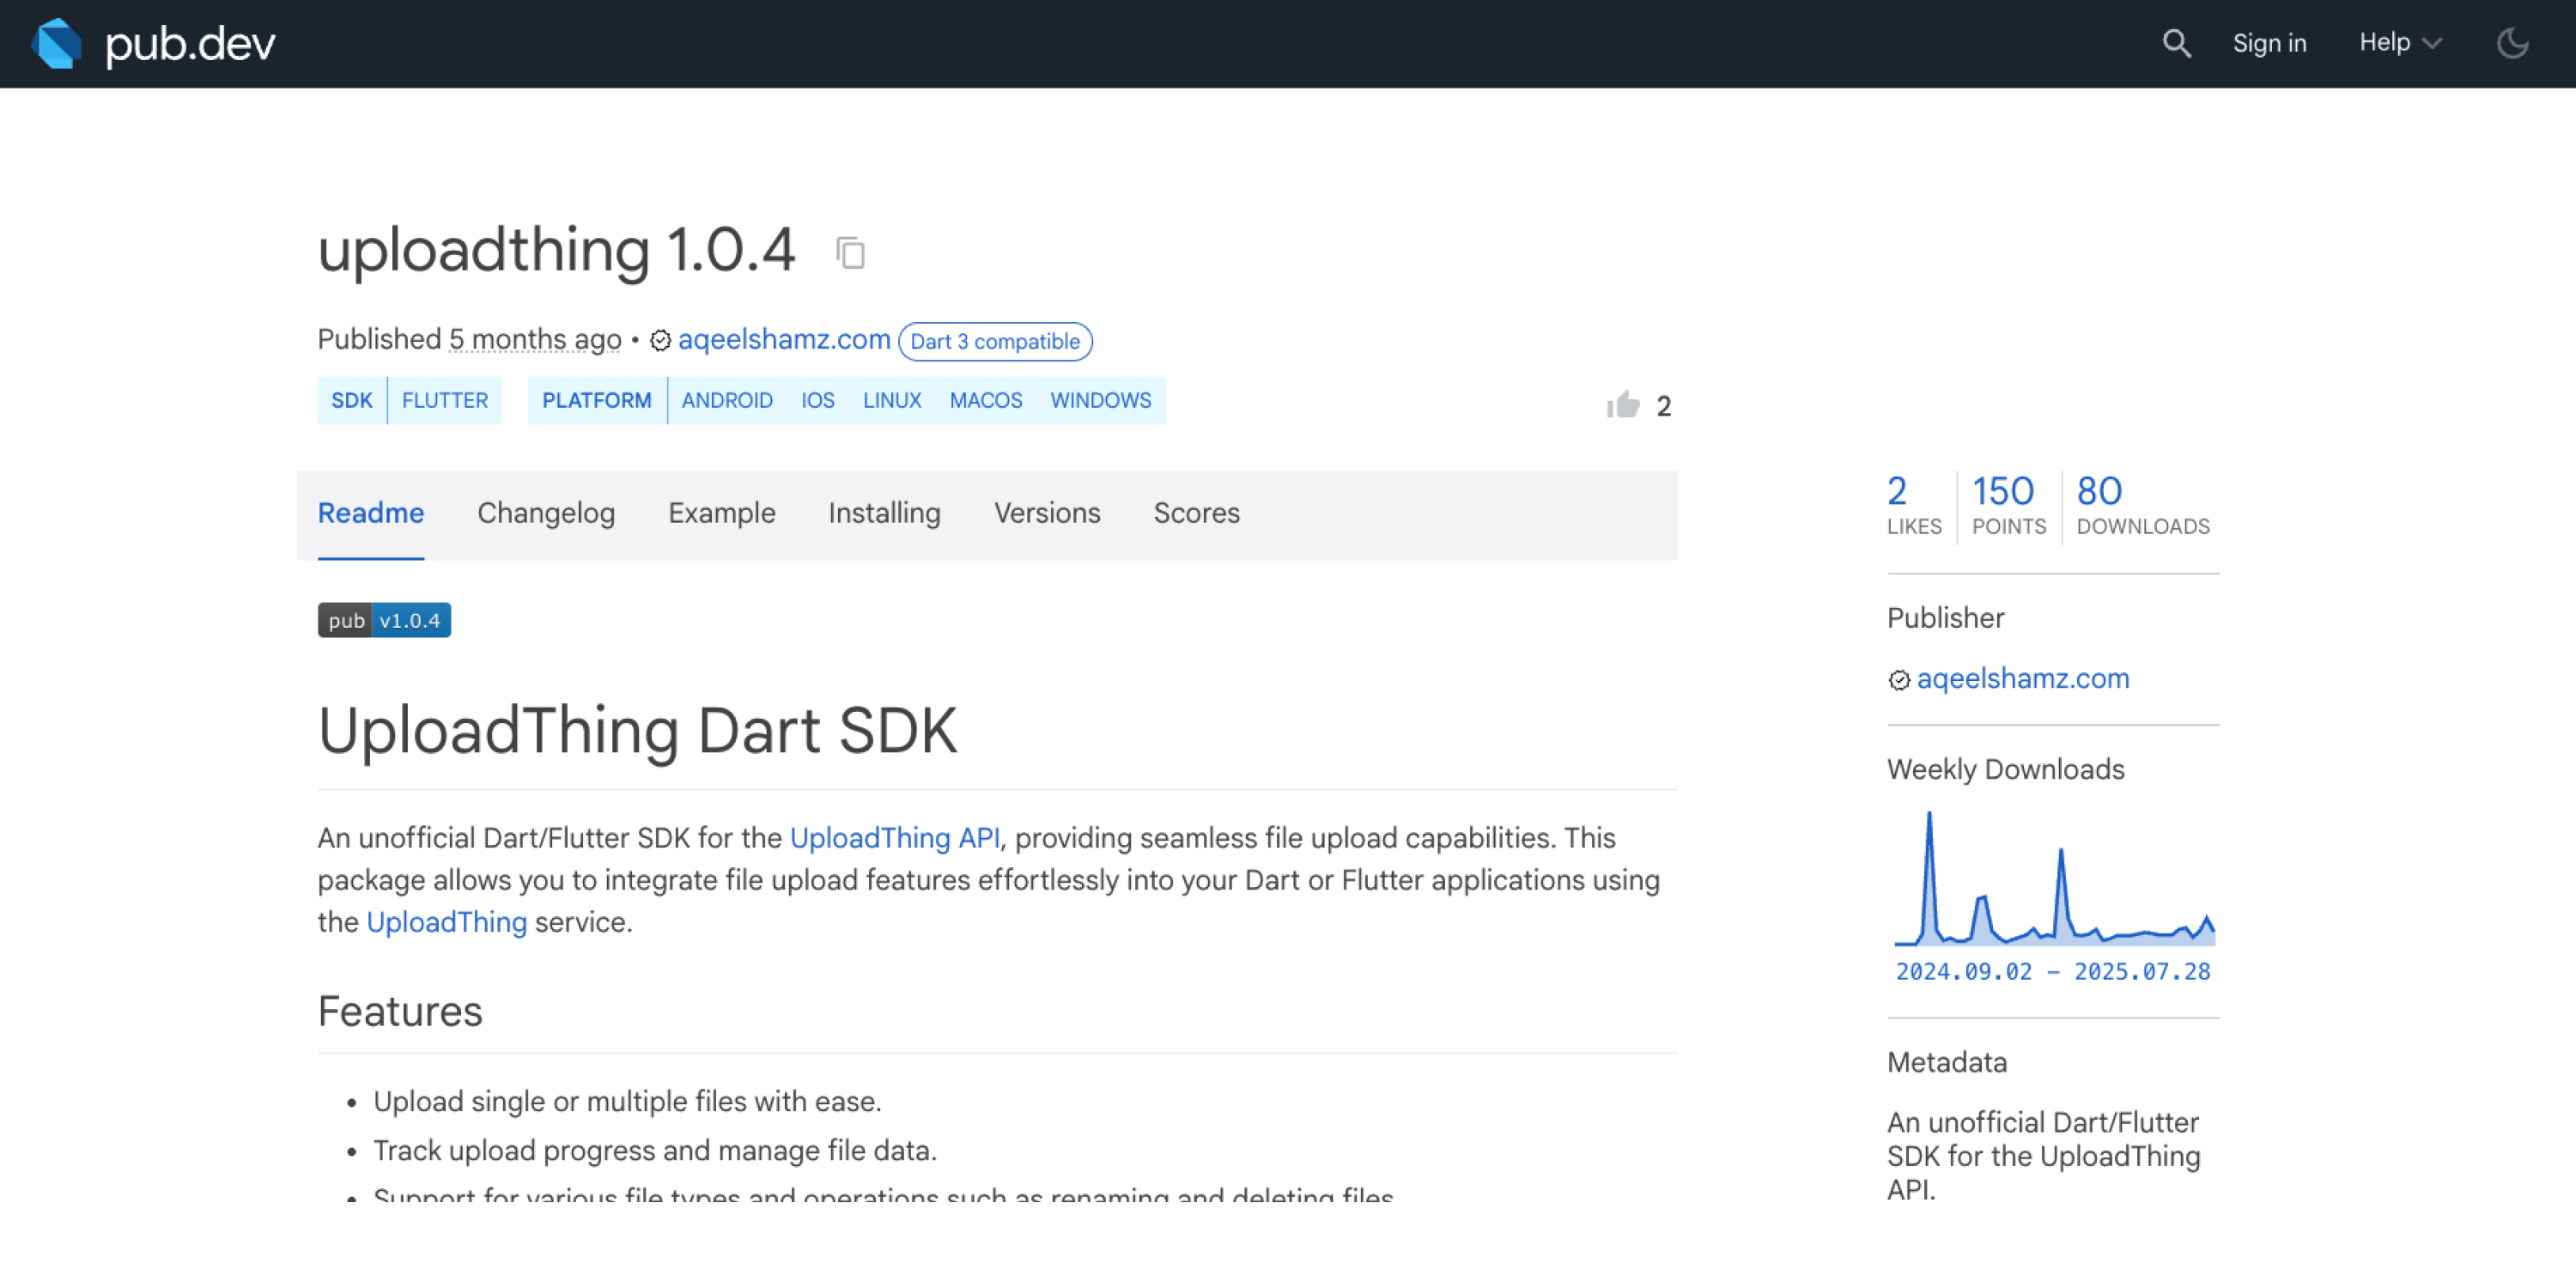 pub.dev
Sign in
Help
uploadthing 1.0.4
Published 5 months ago • aqeelshamz.com Dart 3 compatible
SDK FLUTTER PLATFORM ANDROID IOS LINUX MACOS WINDOWS
2
Readme Changelog Example Installing Versions Scores
pub v1.0.4
UploadThing Dart SDK
An unofficial Dart/Flutter SDK for the UploadThing API, providing seamless file upload capabilities. This
package allows you to integrate file upload features effortlessly into your Dart or Flutter applications using
the UploadThing service.
Features
• Upload single or multiple files with ease.
• Track upload progress and manage file data.
• Support for various file types and operations such as renaming and deleting files
2 LIKES
150 POINTS
80 DOWNLOADS
Publisher
aqeelshamz.com
Weekly Downloads
2024.09.02 – 2025.07.28
Metadata
An unofficial Dart/Flutter
SDK for the UploadThing
API.